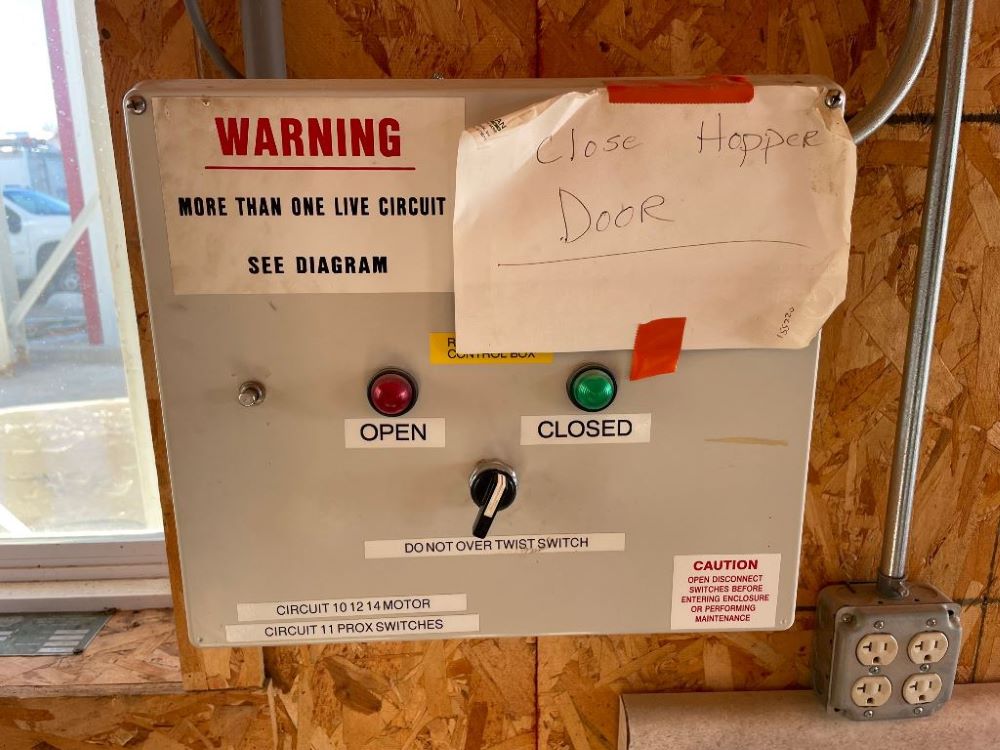 WARNING
MORE THAN ONE LIVE CIRCUIT
SEE DIAGRAM
Close Hopper
Door
CONTROL BOX
OPEN
CLOSED
DO NOT OVER TWIST SWITCH
CIRCUIT 10 12 14 MOTOR
CIRCUIT 11 PROX SWITCHES
CAUTION
OPEN DISCONNECT
SWITCHES BEFORE
ENTERING ENCLOSURE
OR PERFORMING
MAINTENANCE